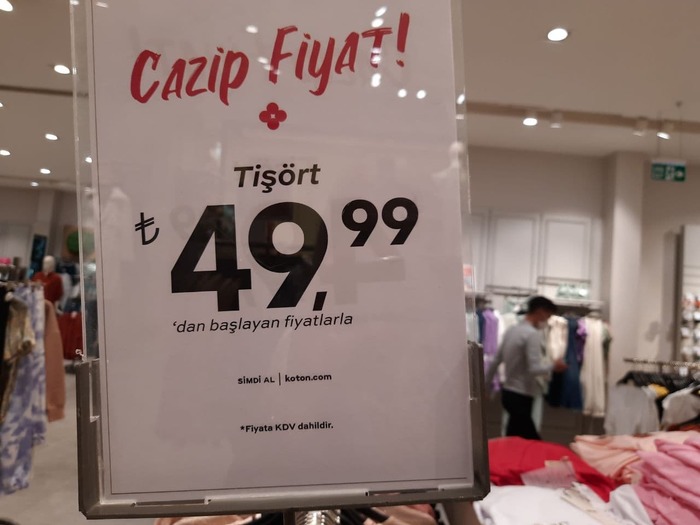 Cazip Fiyat!
Tişört
₺49,99
'dan başlayan fiyatlarla
ŞİMDİ AL | koton.com
*Fiyata KDV dahildir.